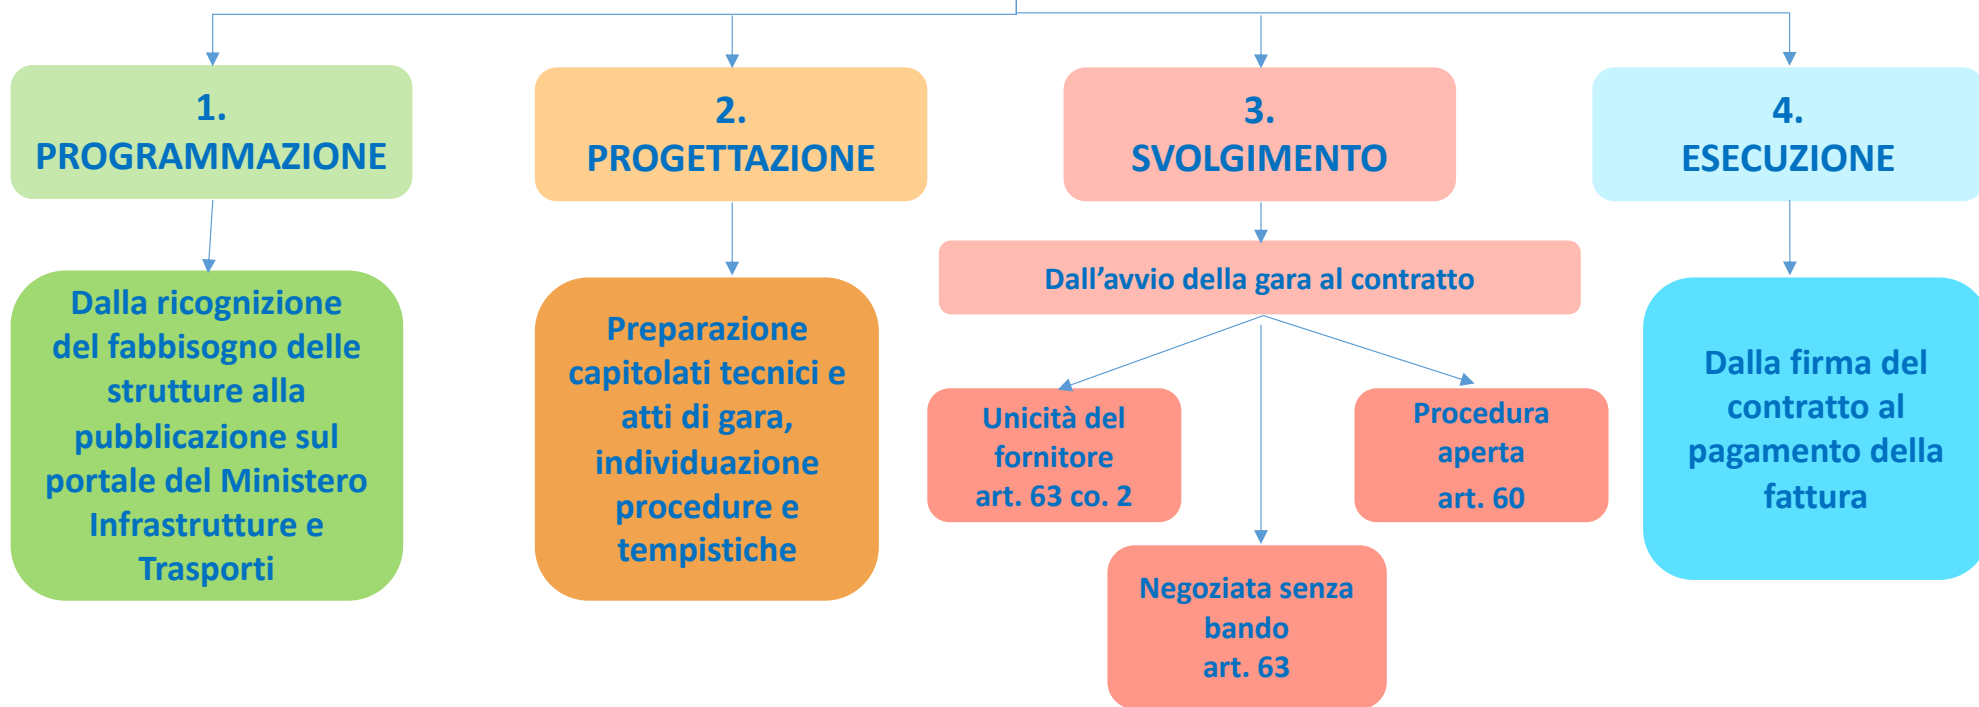 1.
PROGRAMMAZIONE
2.
PROGETTAZIONE
3.
SVOLGIMENTO
4.
ESECUZIONE
Dalla ricognizione
del fabbisogno delle
strutture alla
pubblicazione sul
portale del Ministero
Infrastrutture e
Trasporti
Preparazione
capitolati tecnici e
atti di gara,
individuazione
procedure e
tempistiche
Dall’avvio della gara al contratto
Unicità del
fornitore
art. 63 co. 2
Negoziata senza
bando
art. 63
Procedura
aperta
art. 60
Dalla firma del
contratto al
pagamento della
fattura